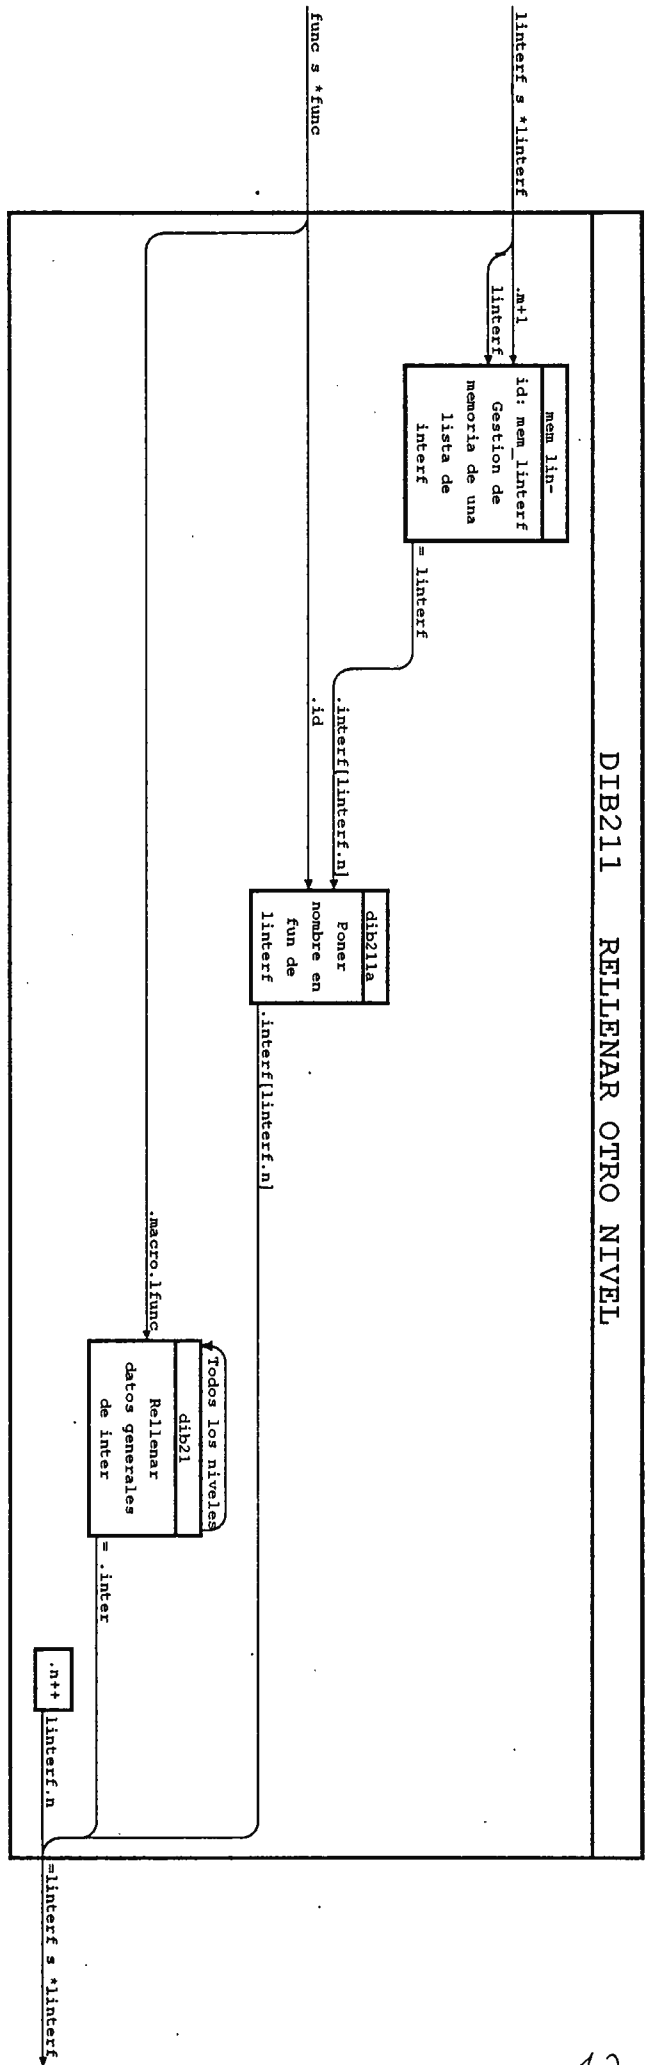 DIB211 RELLENAR OTRO NIVEL
linterf_s *linterf
.m+1
linterf
mem lin-
id: mem_linterf
Gestion de
memoria de una
lista de
interf
= linterf
func s *func
.interf[linterf.n]
.id
dib211a
Poner
nombre en
fun de
linterf
.interf[linterf.n]
.macro.lfunc
Todos los niveles
dib21
Rellenar
datos generales
de inter
= .inter
.n++
linterf.n
=linterf s *linterf